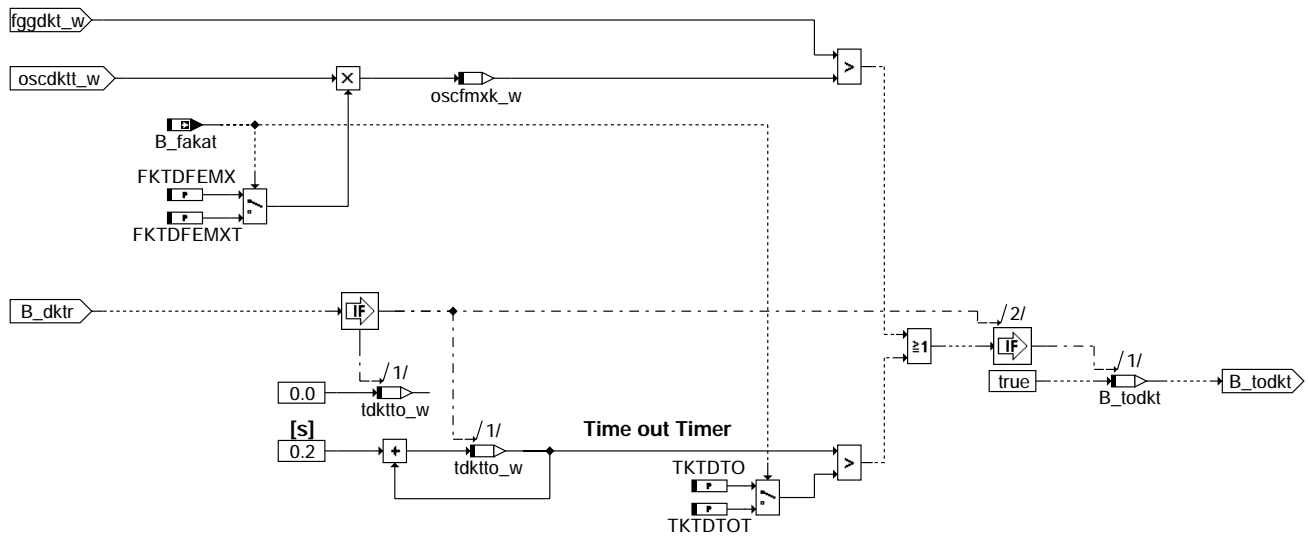 fggdkt_w
oscdktt_w
>
×
oscfmxk_w
B_fakat
FKTDFEMX
P
P
FKTDFEMXT
B_dktr
IF
/2/
/1/
≥1
IF
/1/
0.0
tdktto_w
true
B_todkt
B_todkt
[s]
/1/
Time out Timer
0.2
+
tdktto_w
>
TKTDTO
P
P
TKTDTOT